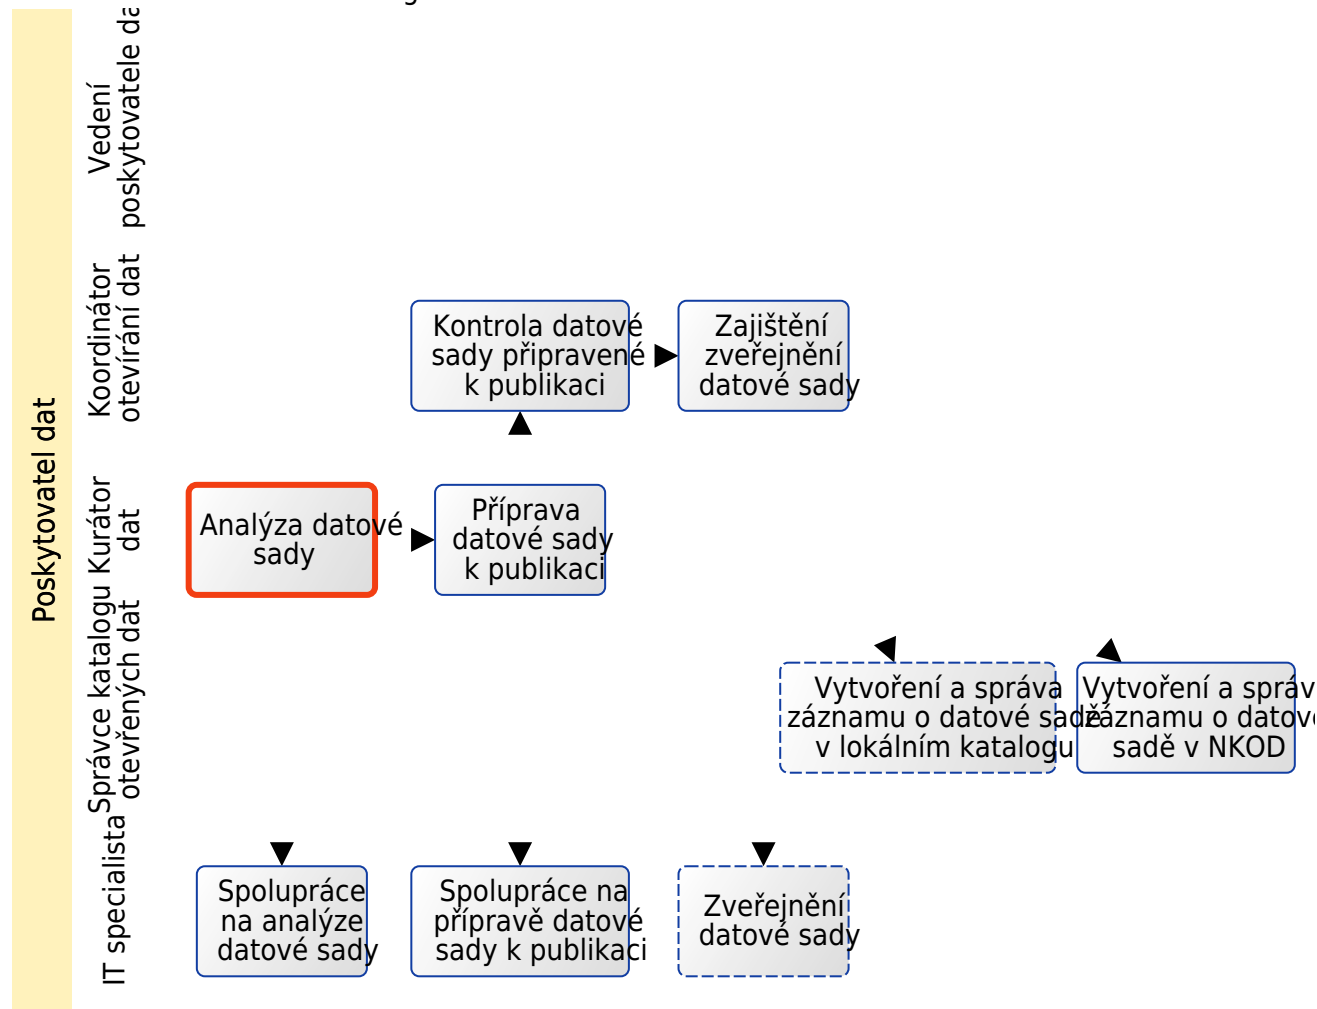 Poskytovatel dat
Vedení
poskytovatele
Koordinátor
otevírání dat
Kontrola datové
sady připravené
k publikaci
Zajištění
zveřejnění
datové sady
Kurátor
dat
Analýza datové
sady
Příprava
datové sady
k publikaci
Správce katalogu
otevřených dat
Vytvoření a správa
záznamu o datové sadě
v lokálním katalogu
Vytvoření a správ
záznamu o datov
sadě v NKOD
IT specialista
Spolupráce
na analýze
datové sady
Spolupráce na
přípravě datové
sady k publikaci
Zveřejnění
datové sady